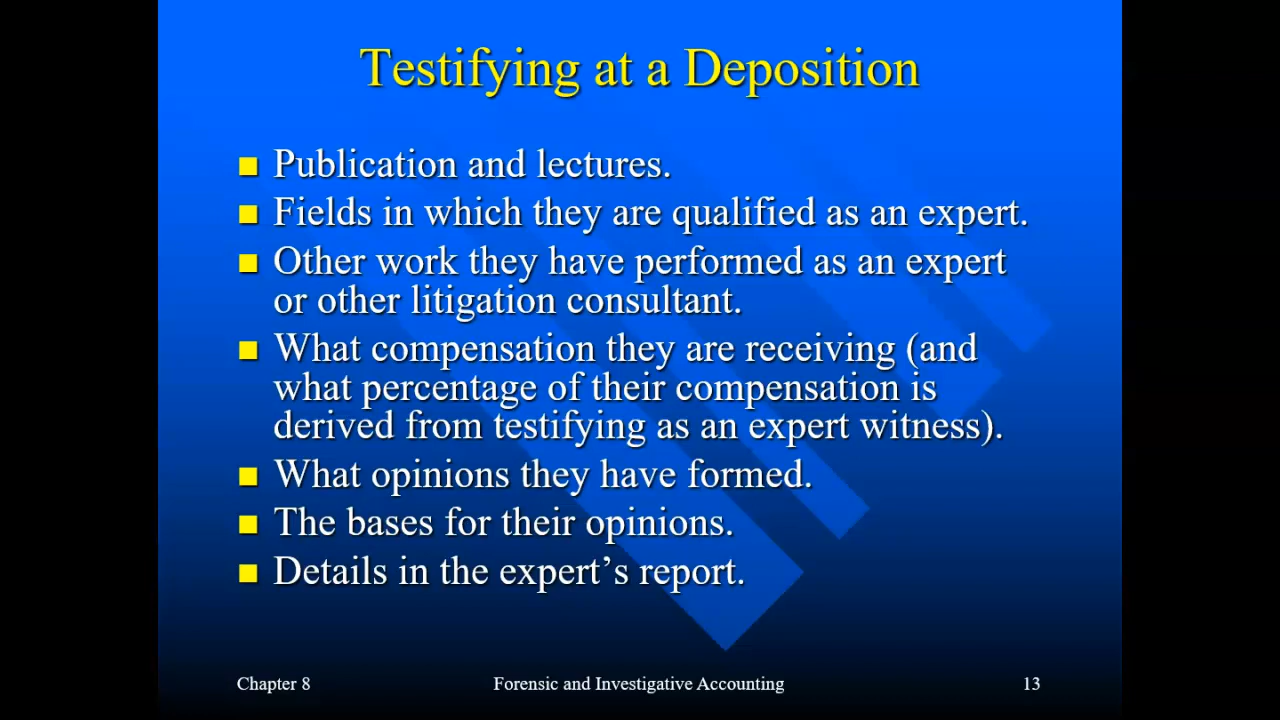 Testifying at a Deposition
Publication and lectures.
Fields in which they are qualified as an expert.
Other work they have performed as an expert
or other litigation consultant.
What compensation they are receiving (and
what percentage of their compensation is
derived from testifying as an expert witness).
What opinions they have formed.
The bases for their opinions.
Details in the expert’s report.
Chapter 8 Forensic and Investigative Accounting 13